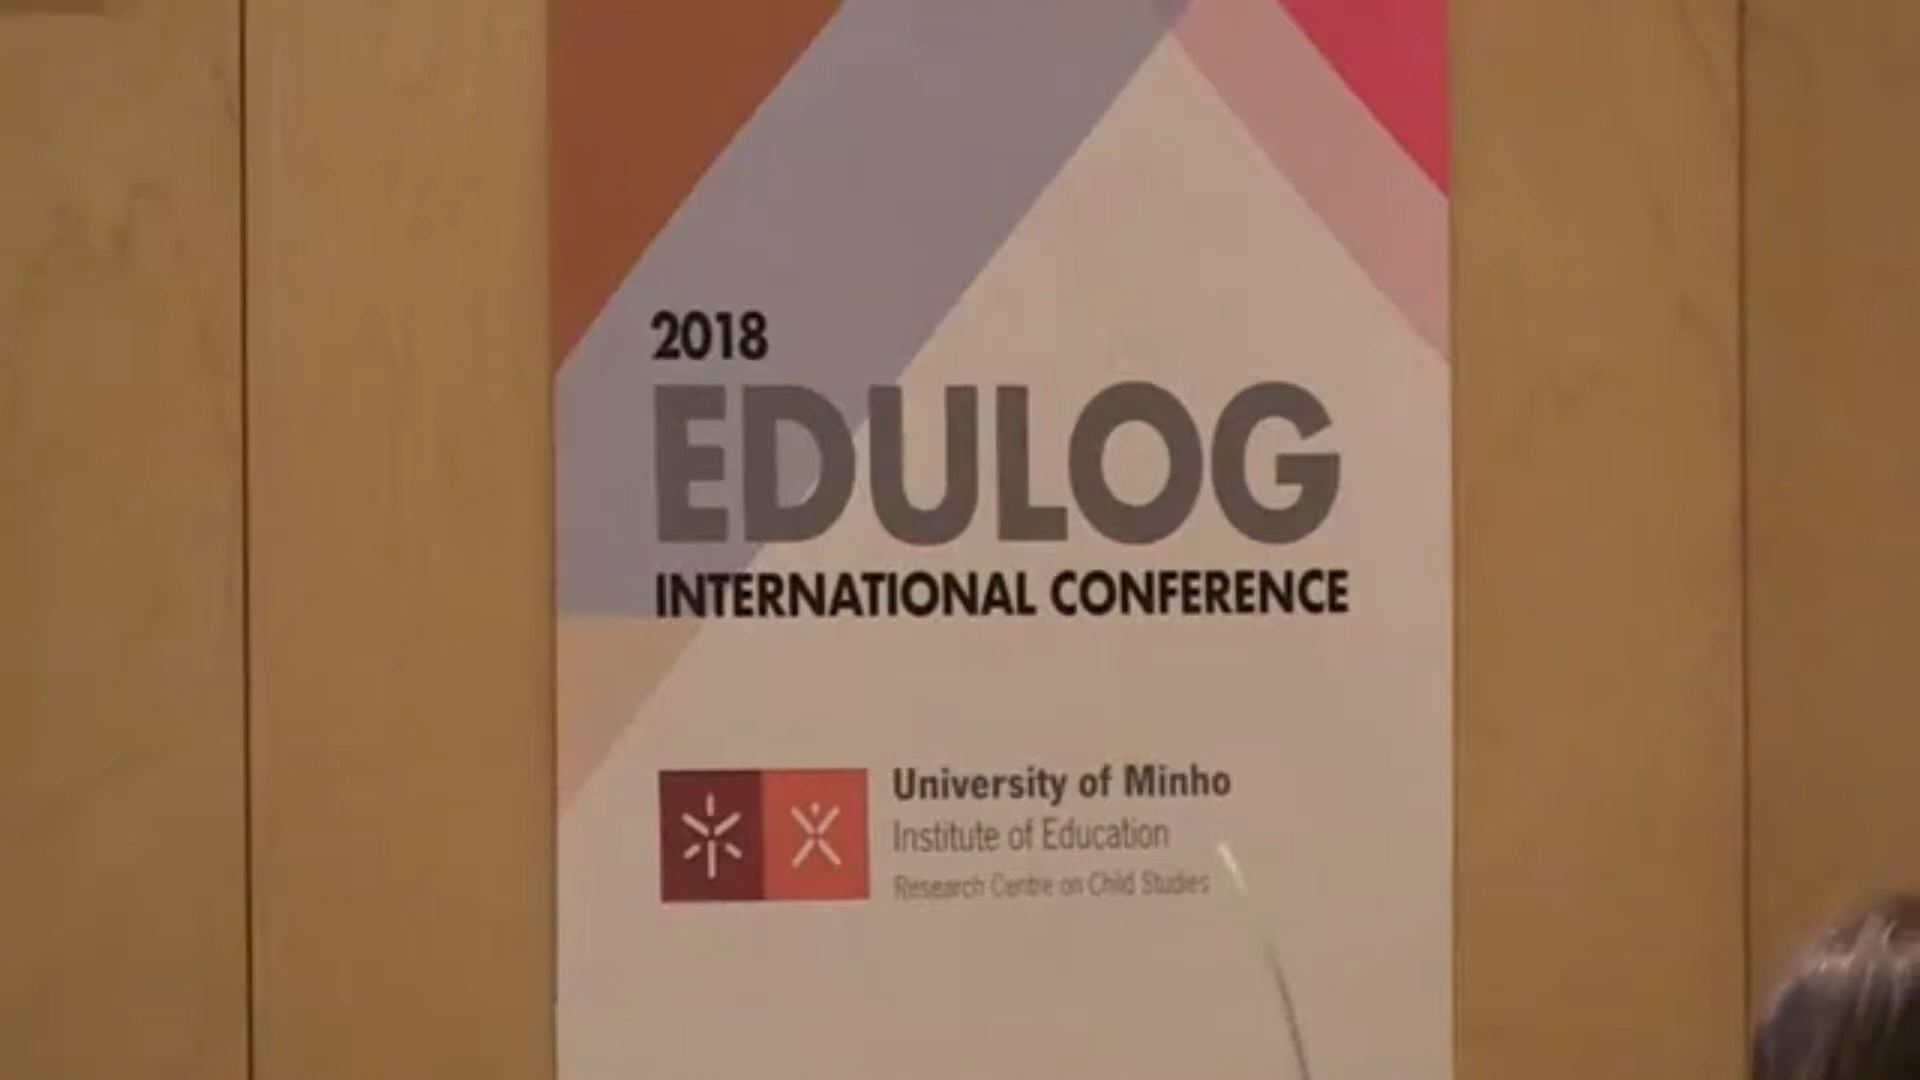 2018
EDULOG
INTERNATIONAL CONFERENCE
University of Minho
Institute of Education
Research Centre on Child Studies